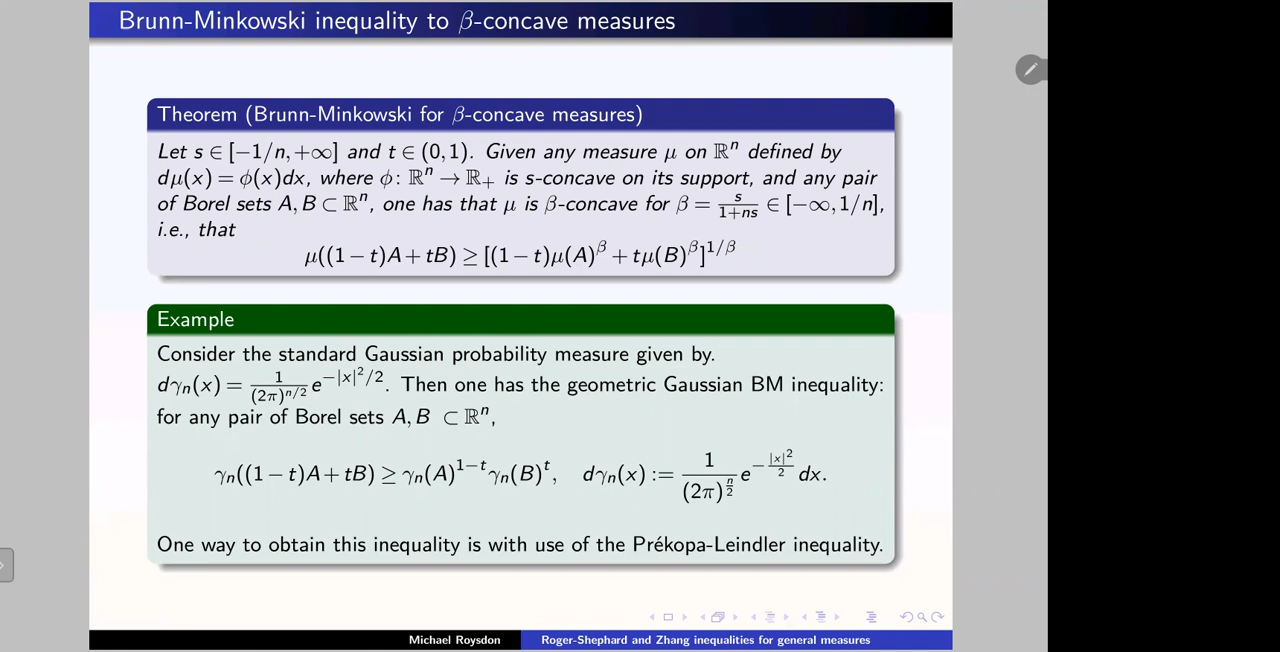 Brunn-Minkowski inequality to β-concave measures
Theorem (Brunn-Minkowski for β-concave measures)
Let s ∈ [−1/n, +∞] and t ∈ (0, 1). Given any measure μ on ℝⁿ defined by
dμ(x) = ϕ(x)dx, where ϕ: ℝⁿ → ℝ₊ is s-concave on its support, and any pair
of Borel sets A, B ⊂ ℝⁿ, one has that μ is β-concave for β = s/(1+ns) ∈ [−∞, 1/n],
i.e., that
μ((1 − t)A + tB) ≥ [(1 − t)μ(A)^β + tμ(B)^β]^{1/β}
Example
Consider the standard Gaussian probability measure given by.
dγₙ(x) = 1/(2π)^{n/2} e^{−|x|²/2}. Then one has the geometric Gaussian BM inequality:
for any pair of Borel sets A, B ⊂ ℝⁿ,
γₙ((1 − t)A + tB) ≥ γₙ(A)^{1−t}γₙ(B)^t, dγₙ(x) := 1/(2π)^{n/2} e^{−|x|²/2} dx.
One way to obtain this inequality is with use of the Prékopa-Leindler inequality.
Michael Roysdon
Roger-Shephard and Zhang inequalities for general measures